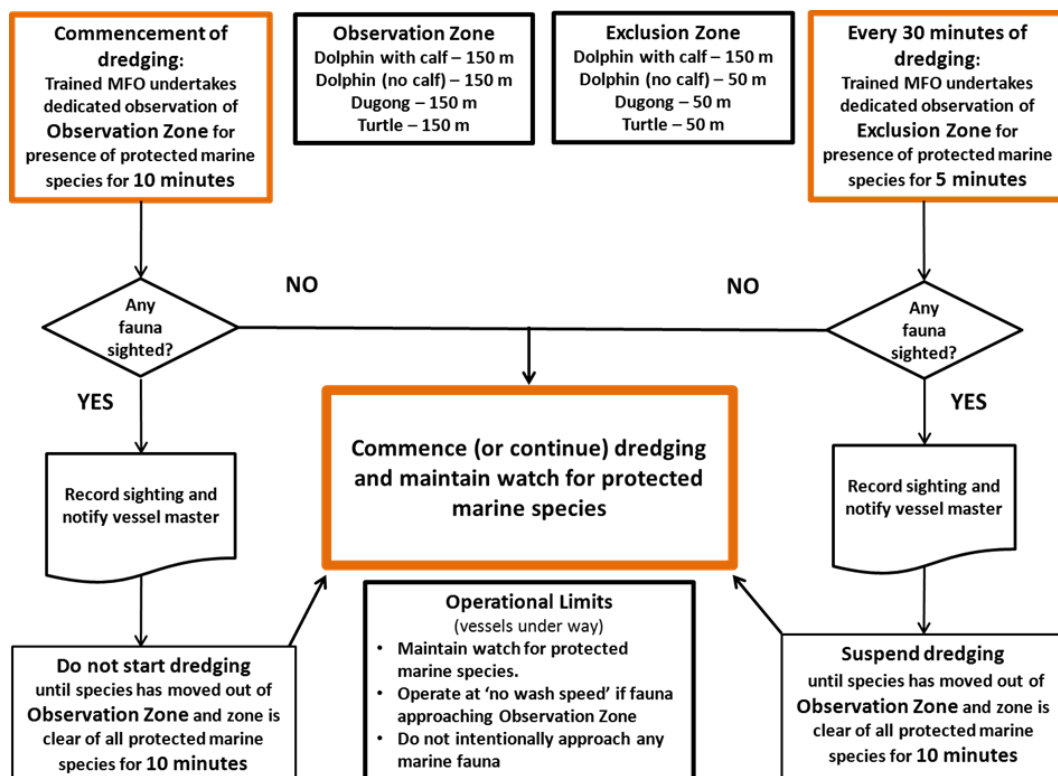 Commencement of
dredging:
Trained MFO undertakes
dedicated observation of
Observation Zone for
presence of protected marine
species for 10 minutes
Observation Zone
Dolphin with calf – 150 m
Dolphin (no calf) – 150 m
Dugong – 150 m
Turtle – 150 m
Exclusion Zone
Dolphin with calf – 150 m
Dolphin (no calf) – 50 m
Dugong – 50 m
Turtle – 50 m
Every 30 minutes of
dredging:
Trained MFO undertakes
dedicated observation of
Exclusion Zone for
presence of protected marine
species for 5 minutes
NO
NO
Any
fauna
sighted?
Any
fauna
sighted?
YES
YES
Commence (or continue) dredging
and maintain watch for protected
marine species
Record sighting and
notify vessel master
Record sighting and
notify vessel master
Do not start dredging
until species has moved out of
Observation Zone and zone is
clear of all protected marine
species for 10 minutes
Operational Limits
(vessels under way)
• Maintain watch for protected
marine species.
• Operate at ‘no wash speed’ if fauna
approaching Observation Zone
• Do not intentionally approach any
marine fauna
Suspend dredging
until species has moved out of
Observation Zone and zone is
clear of all protected marine
species for 10 minutes